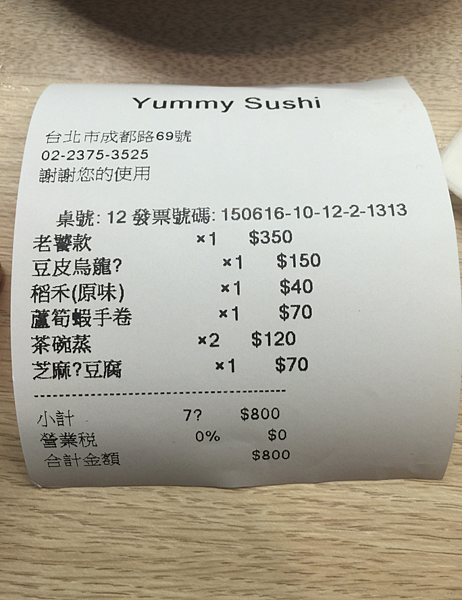 Yummy Sushi
台北市成都路69號
02-2375-3525
謝謝您的使用
桌號: 12 發票號碼: 150616-10-12-2-1313
老饕款 ×1 $350
豆皮烏龍? ×1 $150
稻禾(原味) ×1 $40
蘆筍蝦手卷 ×1 $70
茶碗蒸 ×2 $120
芝麻?豆腐 ×1 $70
小計 7? $800
營業税 0% $0
合計金額 $800